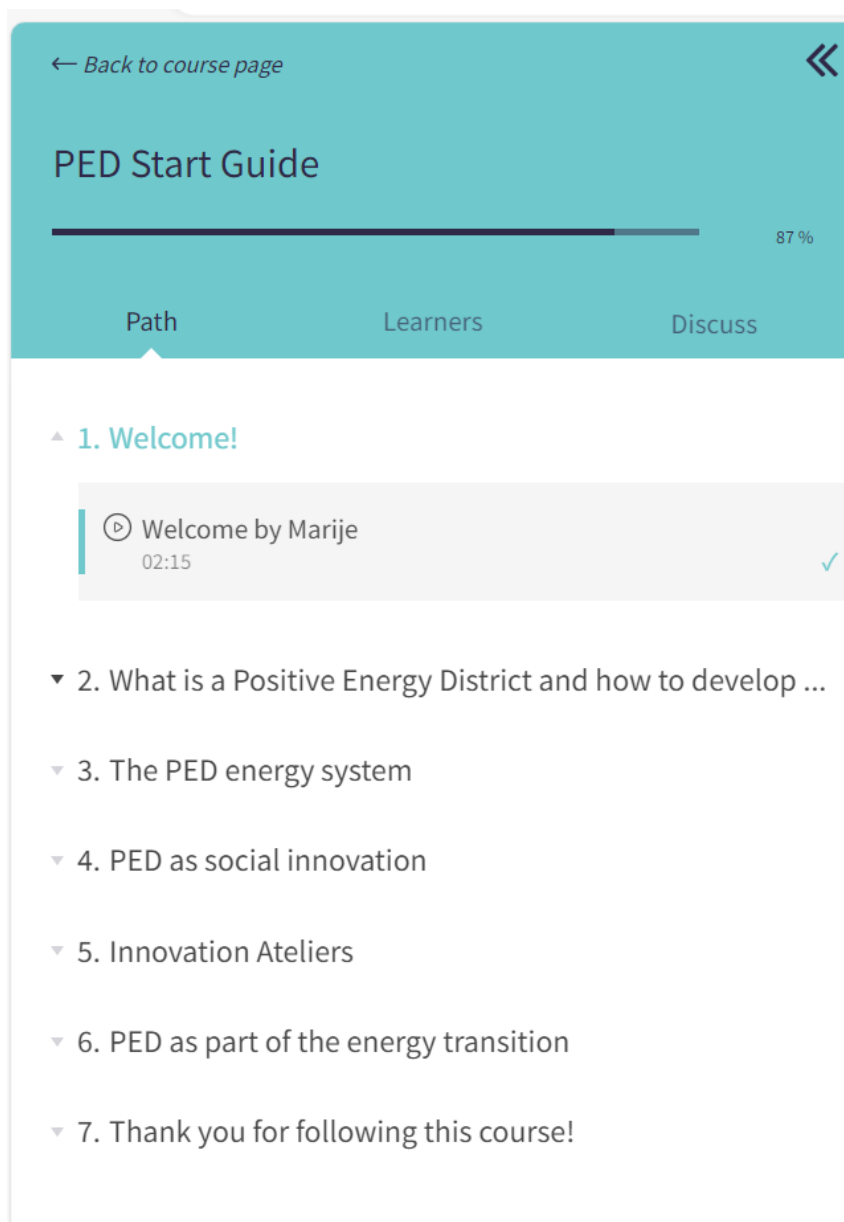 ← Back to course page
PED Start Guide
87 %
Path Learners Discuss
1. Welcome!
Welcome by Marije
02:15
2. What is a Positive Energy District and how to develop ...
3. The PED energy system
4. PED as social innovation
5. Innovation Ateliers
6. PED as part of the energy transition
7. Thank you for following this course!